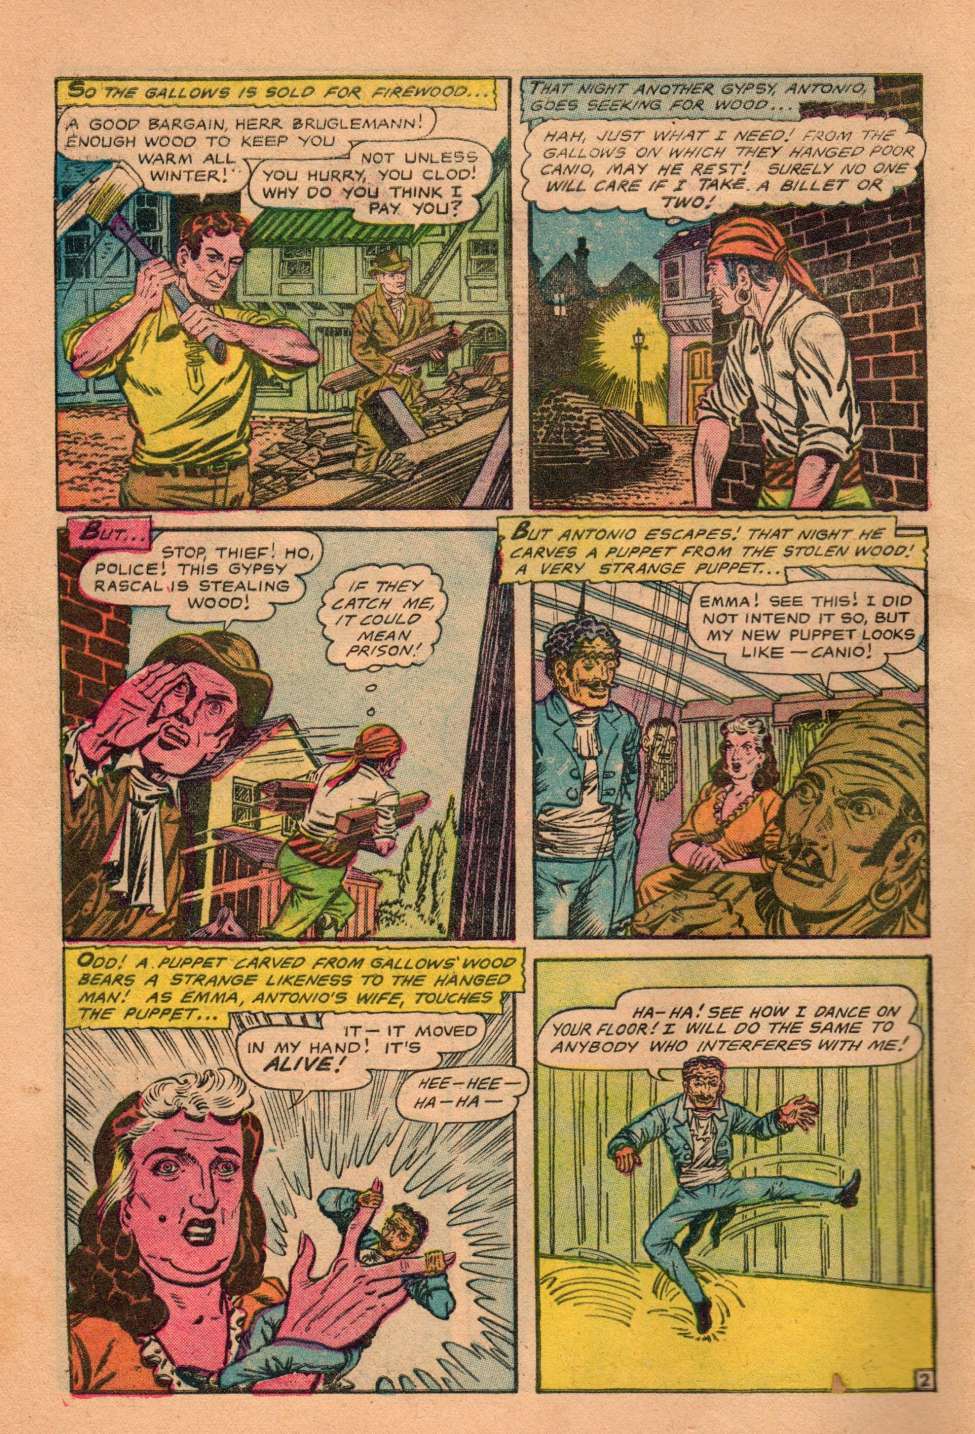 SO THE GALLOWS IS SOLD FOR FIREWOOD...
A GOOD BARGAIN, HERR BRUGLEMANN!
ENOUGH WOOD TO KEEP YOU
WARM ALL
WINTER!
NOT UNLESS
YOU HURRY, YOU CLOD!
WHY DO YOU THINK I
PAY YOU?
THAT NIGHT ANOTHER GYPSY, ANTONIO,
GOES SEEKING FOR WOOD...
HAH, JUST WHAT I NEED! FROM THE
GALLOWS ON WHICH THEY HANGED POOR
CANIO, MAY HE REST! SURELY NO ONE
WILL CARE IF I TAKE A BILLET OR
TWO!
BUT...
STOP, THIEF! HO,
POLICE! THIS GYPSY
RASCAL IS STEALING
WOOD!
IF THEY
CATCH ME,
IT COULD
MEAN
PRISON!
BUT ANTONIO ESCAPES! THAT NIGHT HE
CARVES A PUPPET FROM THE STOLEN WOOD!
A VERY STRANGE PUPPET...
EMMA! SEE THIS! I DID
NOT INTEND IT SO, BUT
MY NEW PUPPET LOOKS
LIKE — CANIO!
ODD! A PUPPET CARVED FROM GALLOWS' WOOD
BEARS A STRANGE LIKENESS TO THE HANGED
MAN! AS EMMA, ANTONIO'S WIFE, TOUCHES
THE PUPPET...
IT — IT MOVED
IN MY HAND! IT'S
ALIVE!
HEE — HEE —
HA — HA —
HA-HA! SEE HOW I DANCE ON
YOUR FLOOR! I WILL DO THE SAME TO
ANYBODY WHO INTERFERES WITH ME!
2